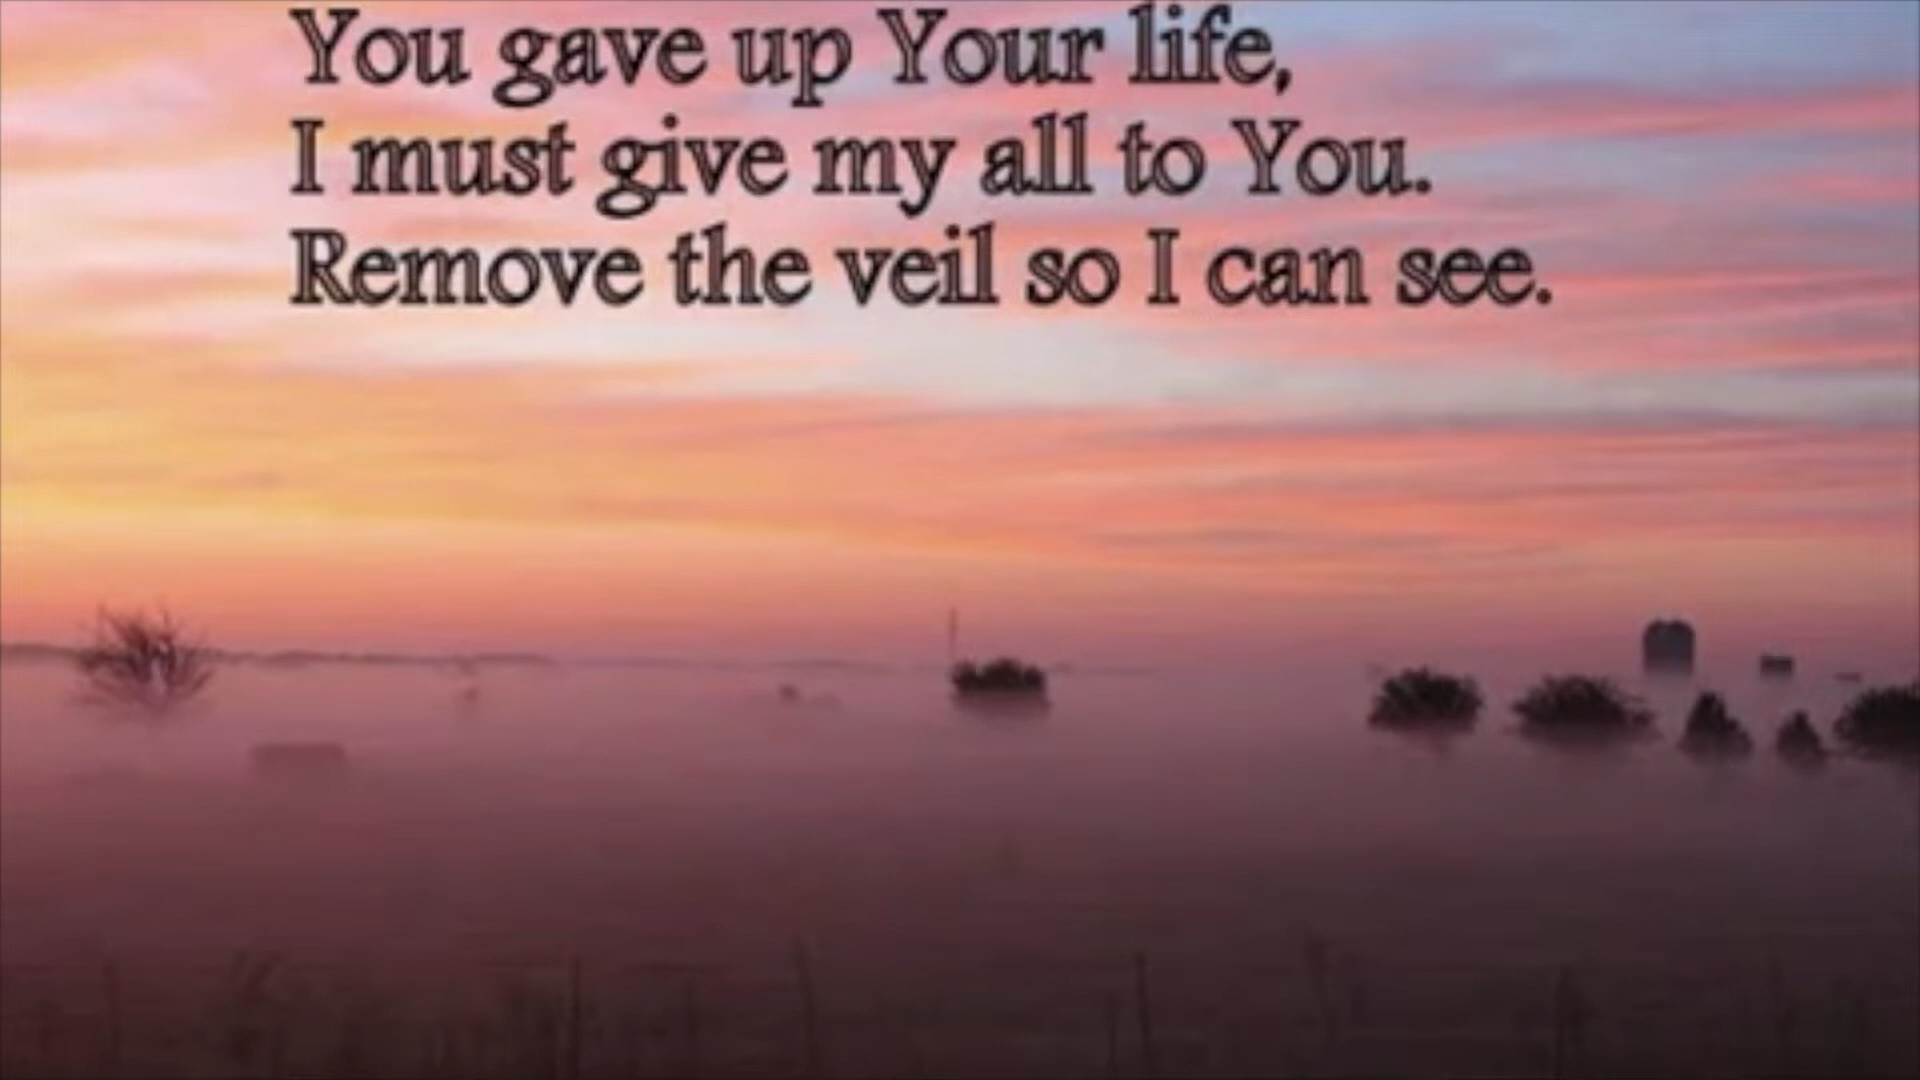 You gave up Your life,
I must give my all to You.
Remove the veil so I can see.